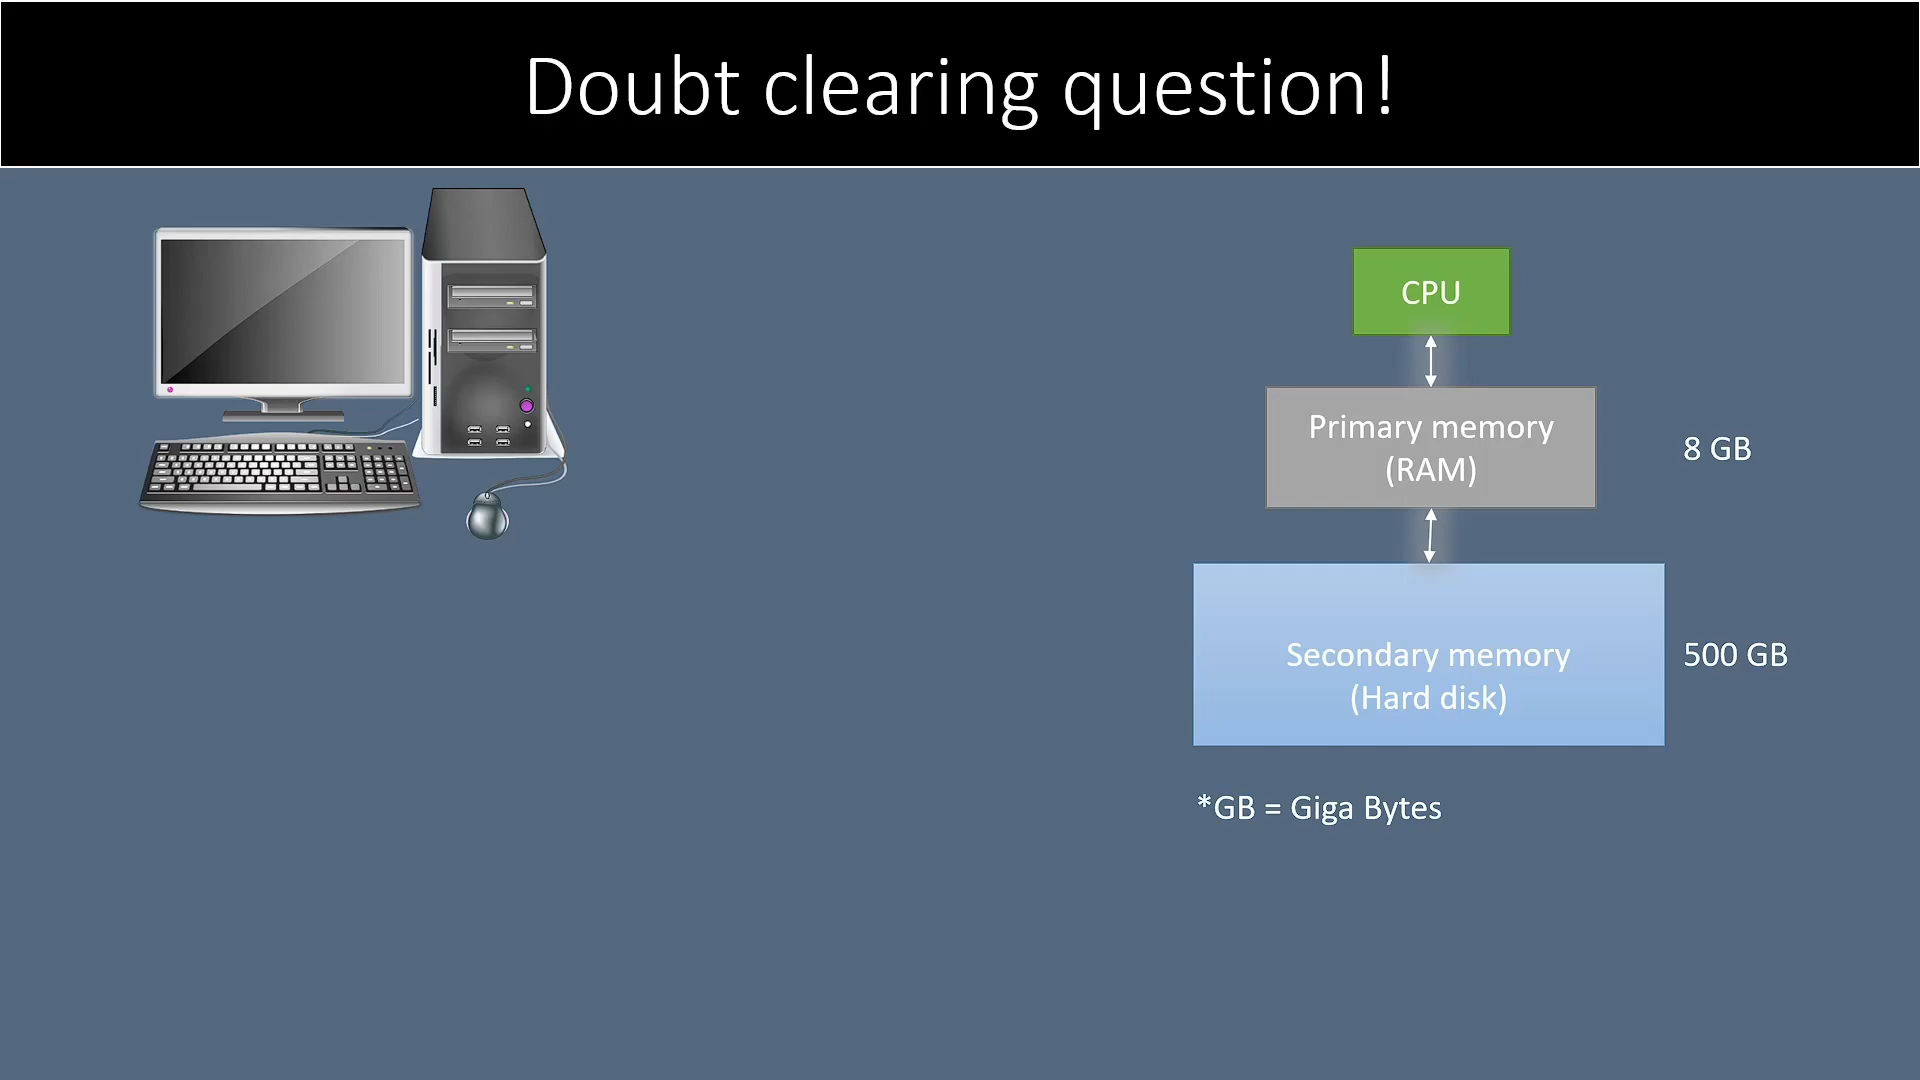 Doubt clearing question!
CPU
Primary memory
(RAM)
8 GB
Secondary memory
(Hard disk)
500 GB
*GB = Giga Bytes